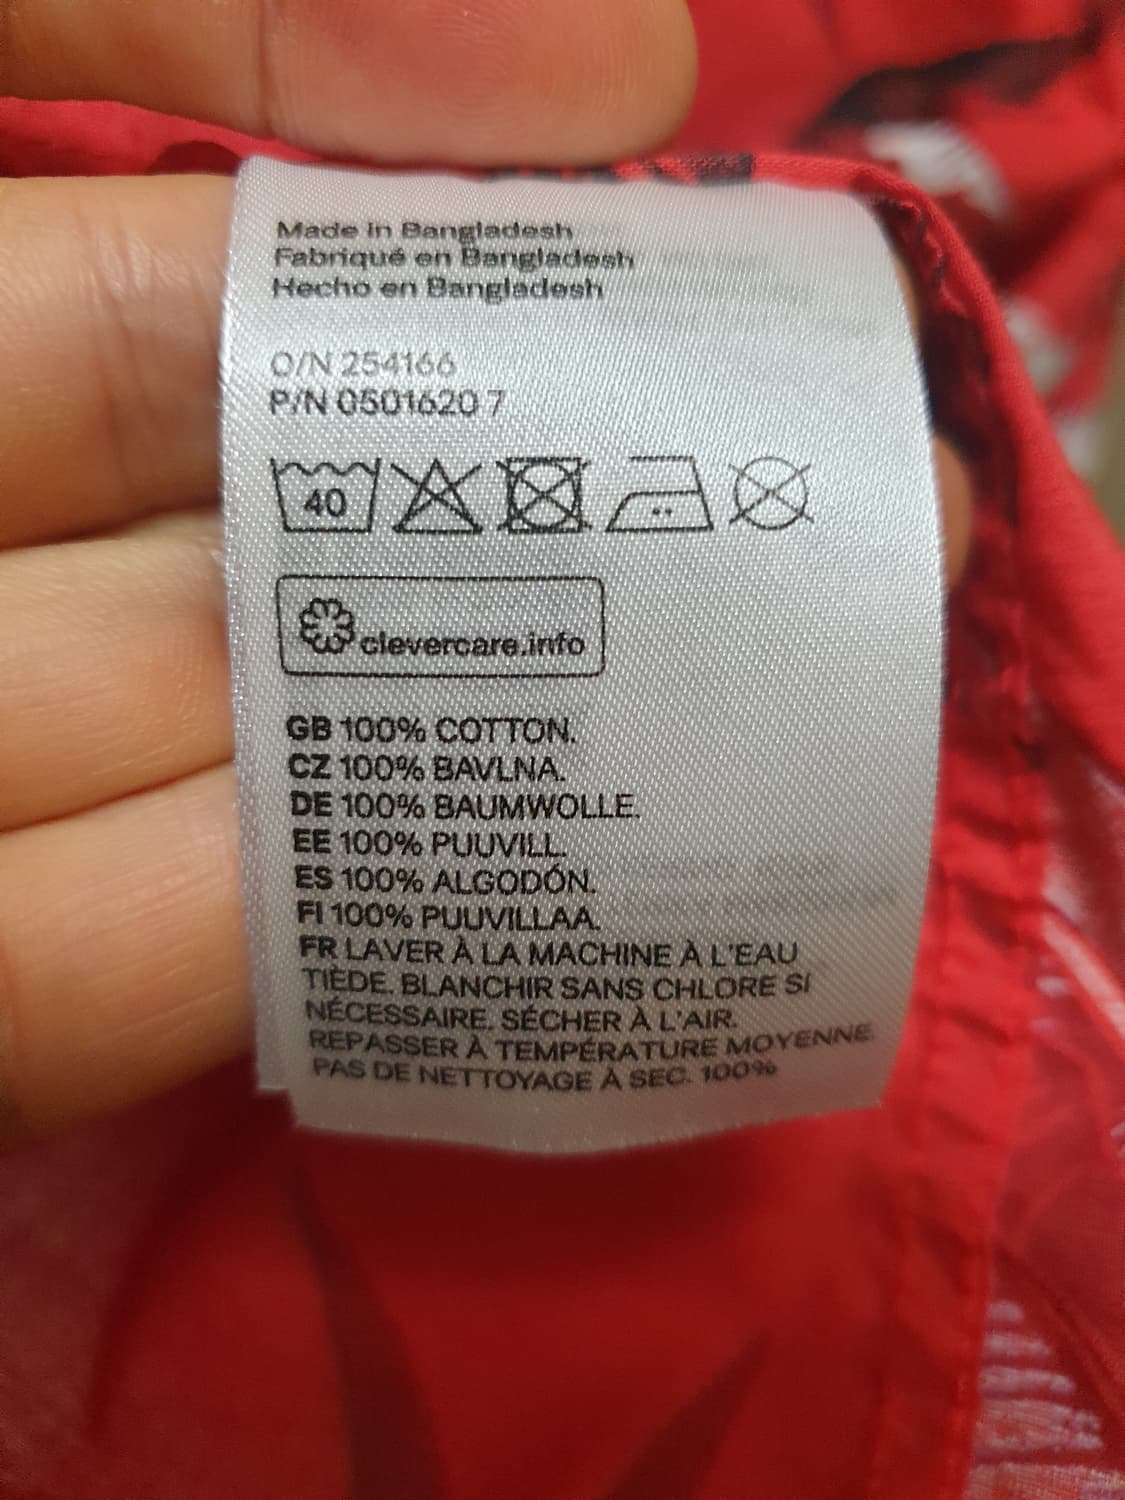 Made in Bangladesh
Fabriqué en Bangladesh
Hecho en Bangladesh
O/N 254166
P/N 0501620 7
40
clevercare.info
GB 100% COTTON.
CZ 100% BAVLNA.
DE 100% BAUMWOLLE.
EE 100% PUUVILL.
ES 100% ALGODÓN.
FI 100% PUUVILLAA.
FR LAVER À LA MACHINE À L'EAU
TIÈDE. BLANCHIR SANS CHLORE SI
NÉCESSAIRE. SÉCHER À L'AIR.
REPASSER À TEMPÉRATURE MOYENNE.
PAS DE NETTOYAGE À SEC. 100%